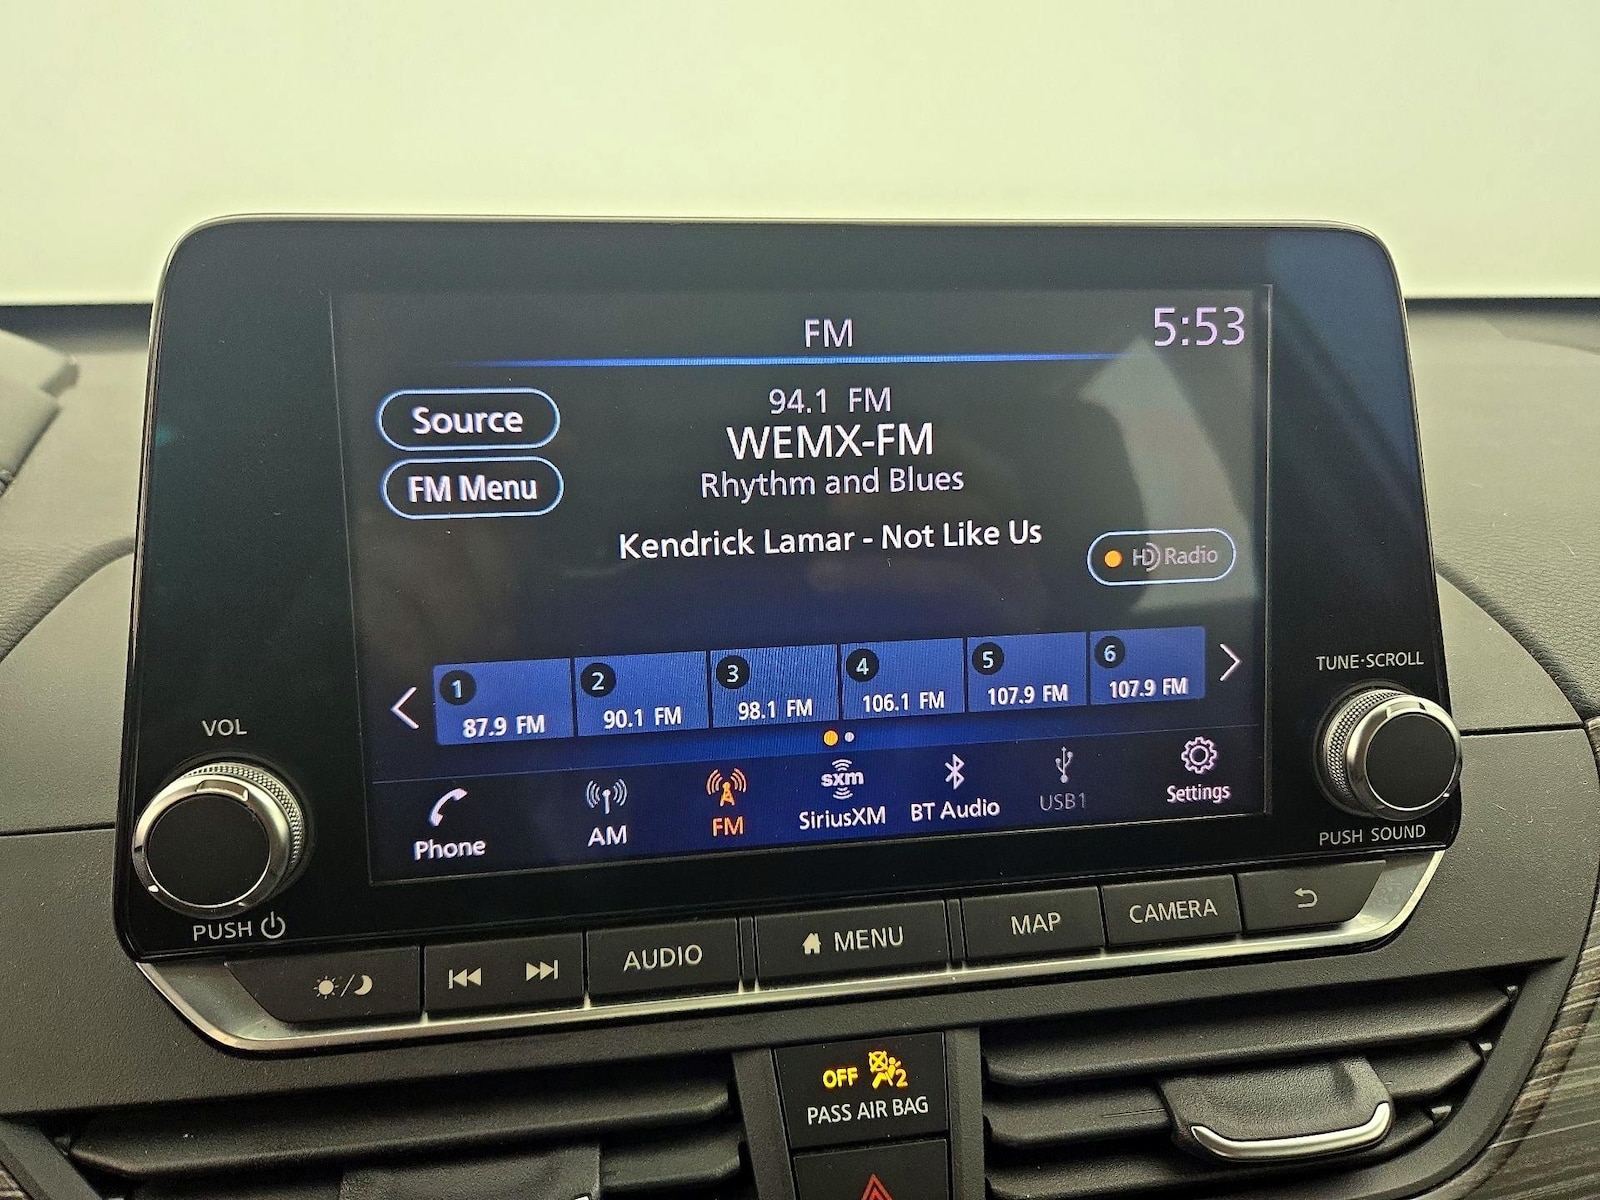 FM
5:53
Source
94.1 FM
WEMX-FM
FM Menu
Rhythm and Blues
Kendrick Lamar - Not Like Us
HD Radio
1 87.9 FM
2 90.1 FM
3 98.1 FM
4 106.1 FM
5 107.9 FM
6 107.9 FM
TUNE·SCROLL
VOL
Phone
AM
FM
sxm
SiriusXM
BT Audio
USB1
Settings
PUSH SOUND
PUSH
AUDIO
MENU
MAP
CAMERA
OFF 2
PASS AIR BAG